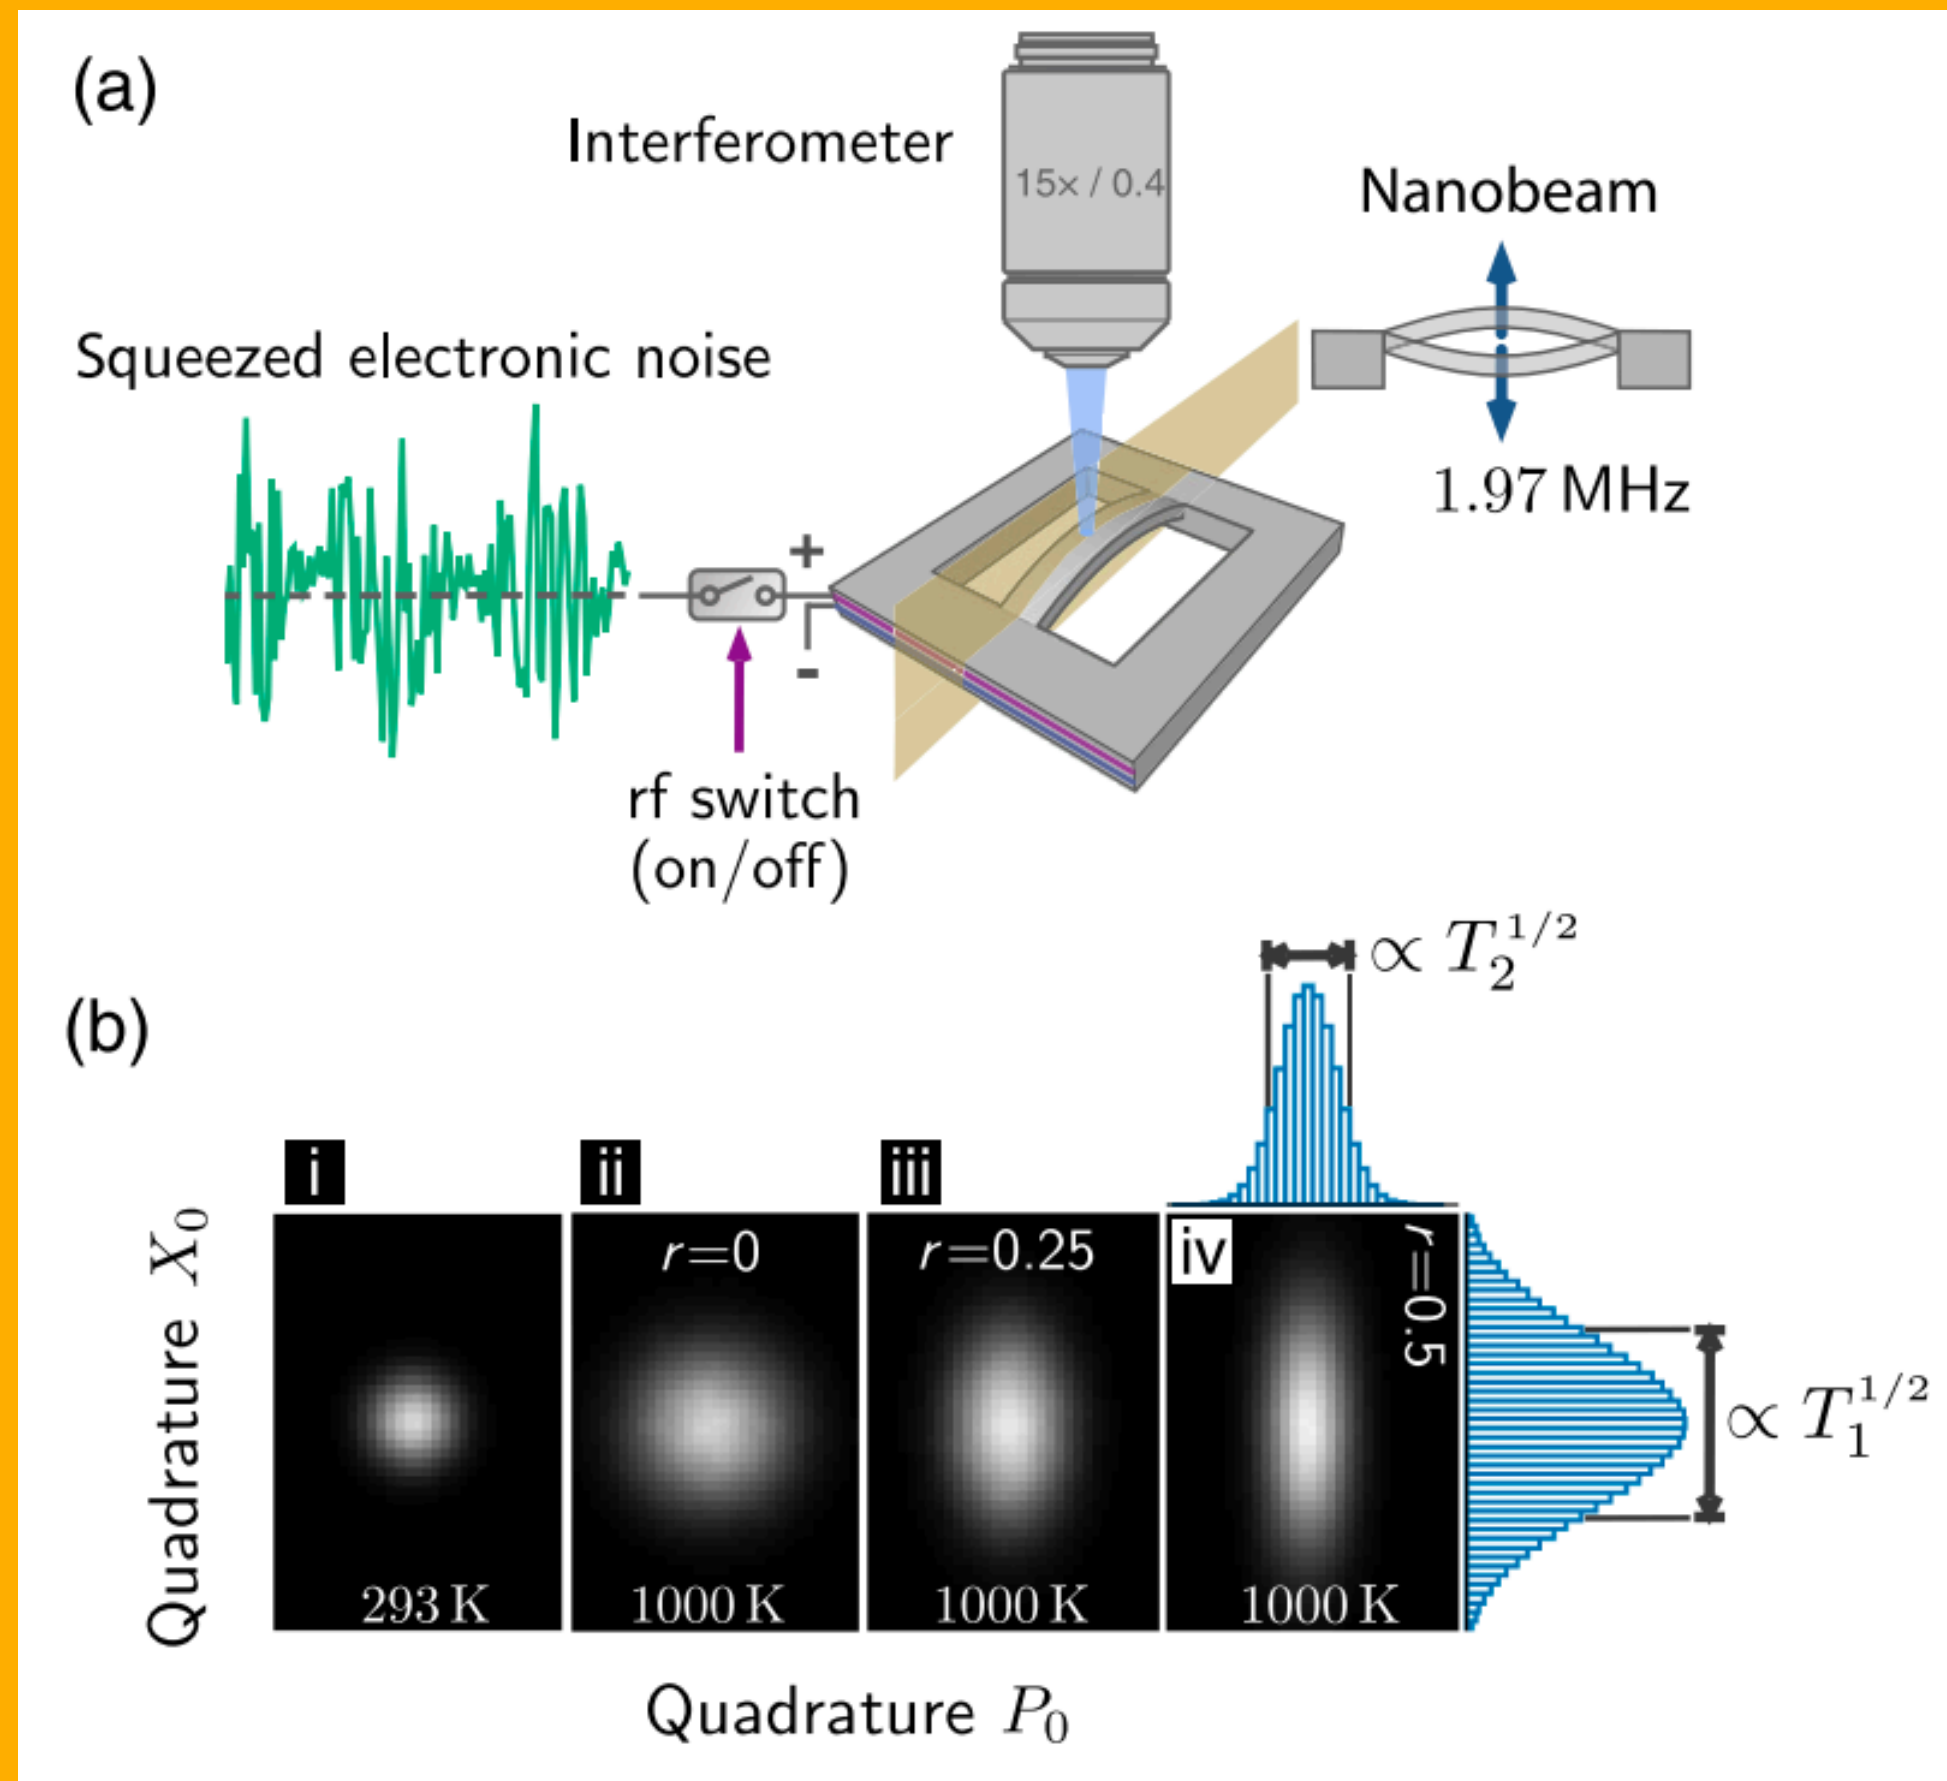 (a)
Interferometer
15× / 0.4
Nanobeam
1.97 MHz
Squeezed electronic noise
+
-
rf switch
(on/off)
(b)
∝ T₂^{1/2}
i
ii
iii
iv
r=0
r=0.25
r=0.5
∝ T₁^{1/2}
293 K
1000 K
1000 K
1000 K
Quadrature X₀
Quadrature P₀